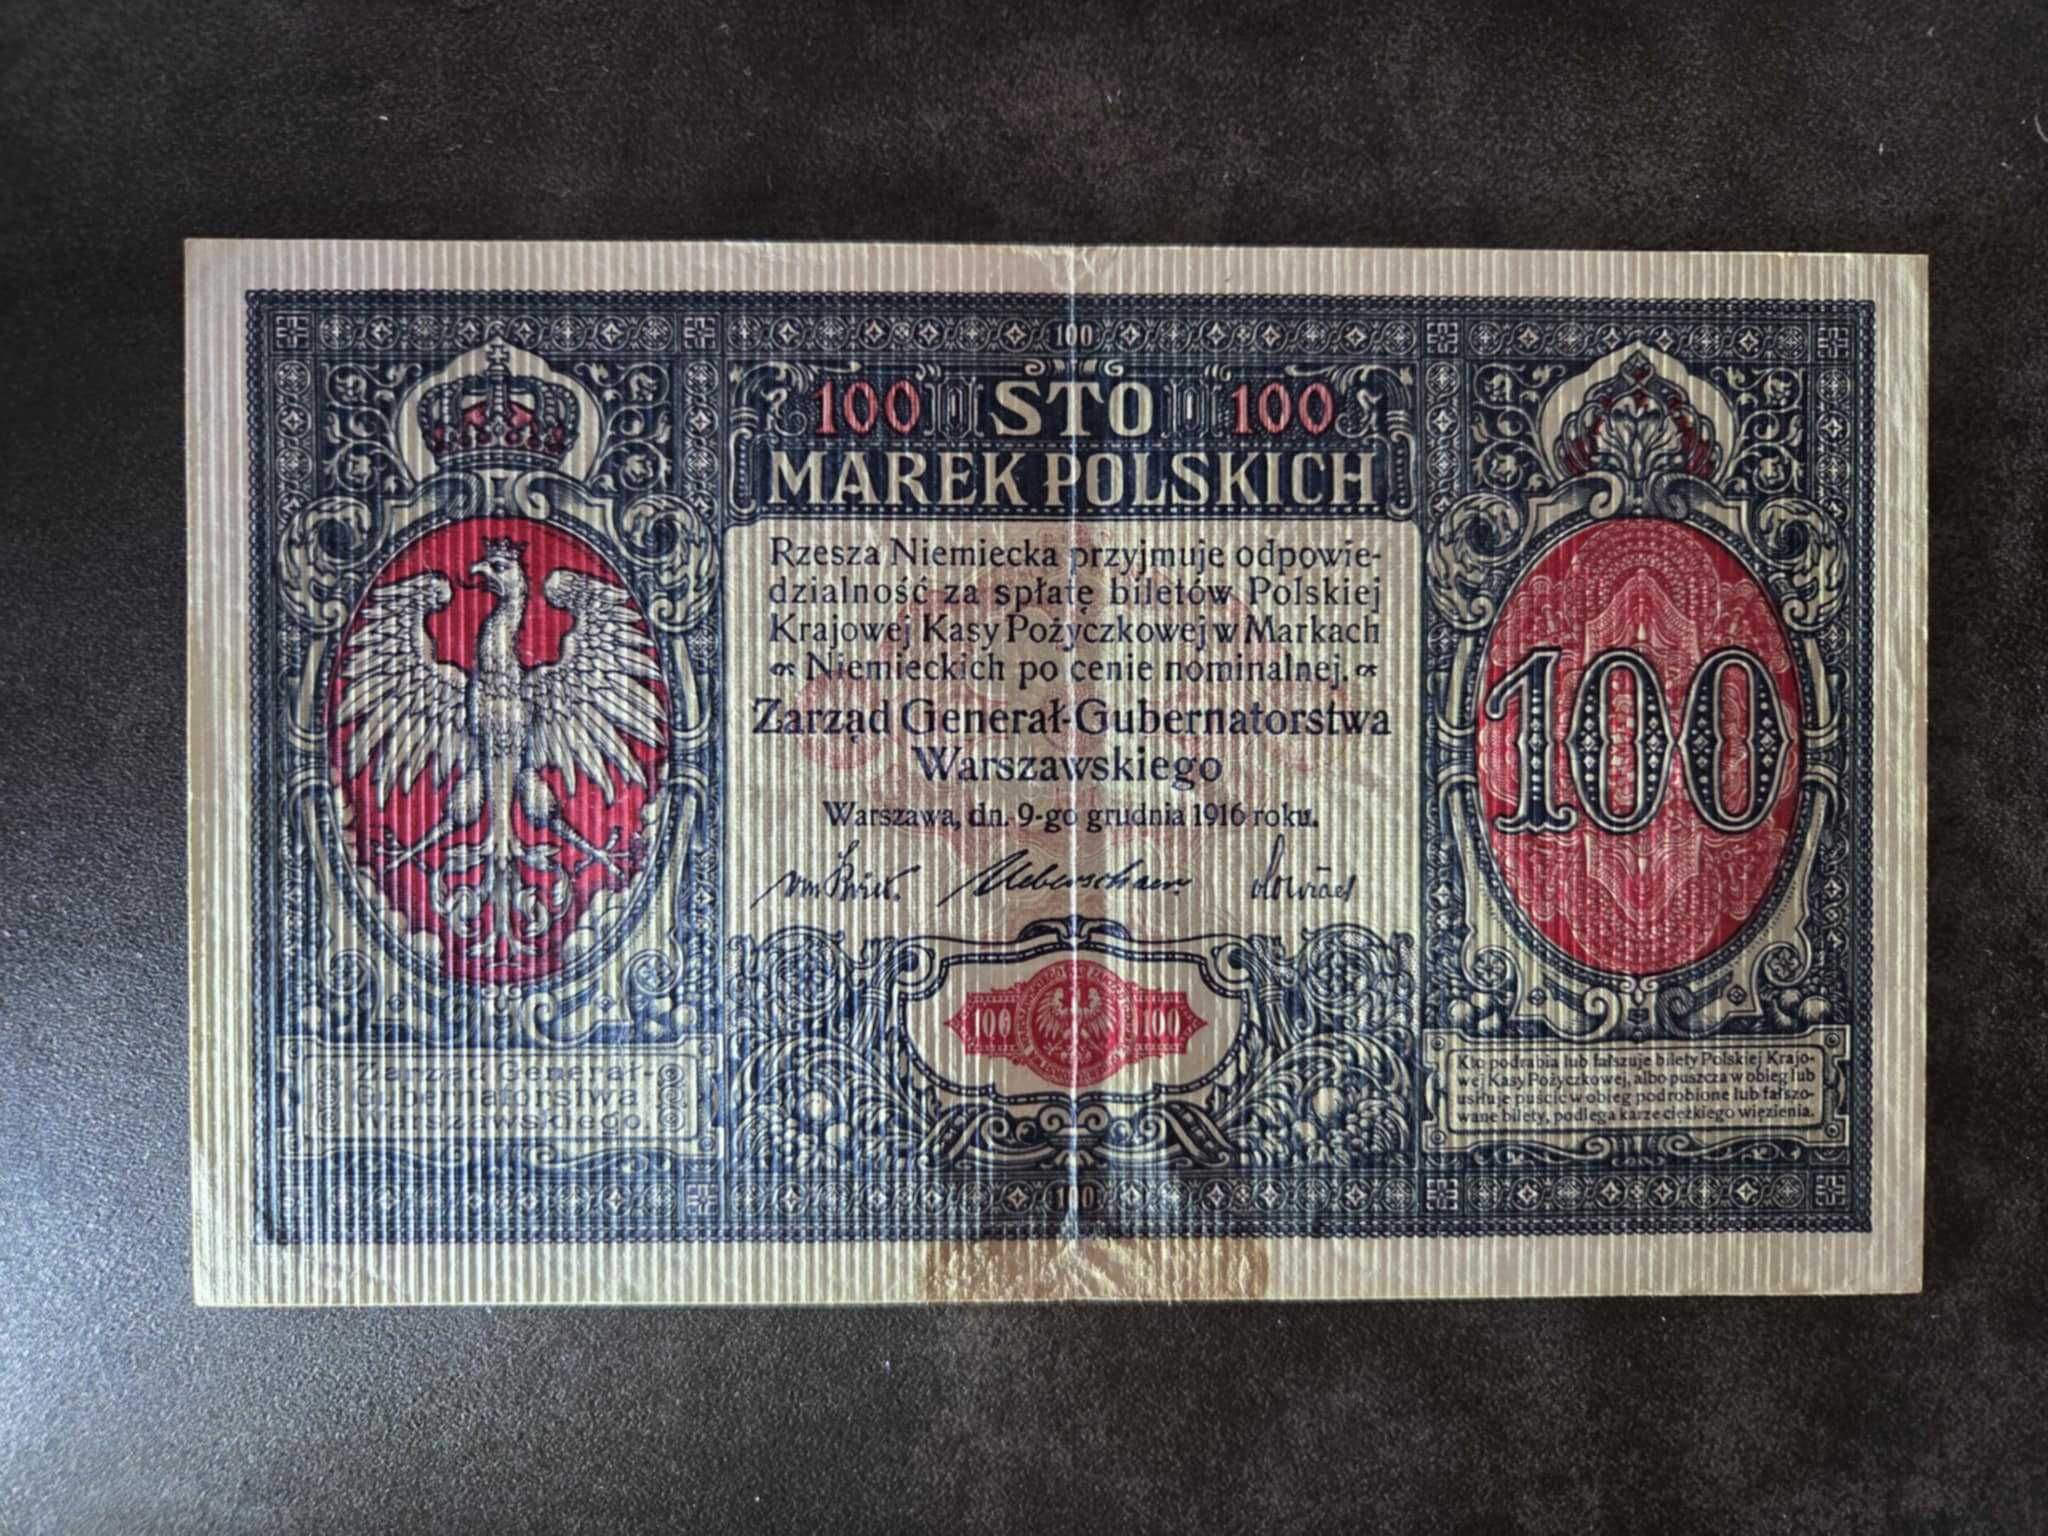 100
100 STO 100
MAREK POLSKICH
Rzesza Niemiecka przyjmuje odpowie-
dzialność za spłatę biletów Polskiej
Krajowej Kasy Pożyczkowej w Markach
Niemieckich po cenie nominalnej.
Zarząd Generał-Gubernatorstwa
Warszawskiego
Warszawa, dn. 9-go grudnia 1916 roku.
100
100 100
Zarząd Generał-
Gubernatorstwa
Warszawskiego.
Kto podrabia lub fałszuje bilety Polskiej Krajo-
wej Kasy Pożyczkowej, albo puszcza w obieg lub
usiłuje puścić w obieg podrobione lub fałszo-
wane bilety, podlega karze ciężkiego więzienia.
100